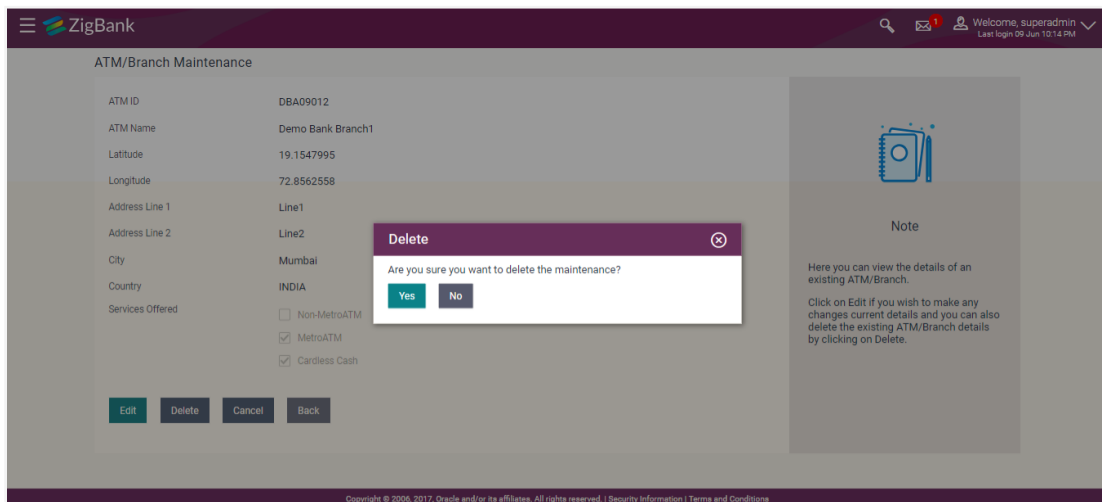 ZigBank
1
Welcome, superadmin
Last login 09 Jun 10:14 PM
ATM/Branch Maintenance
ATM ID DBA09012
ATM Name Demo Bank Branch1
Latitude 19.1547995
Longitude 72.8562558
Address Line 1 Line1
Address Line 2 Line2
City Mumbai
Country INDIA
Services Offered
Non-MetroATM
MetroATM
Cardless Cash
Edit Delete Cancel Back
Delete
Are you sure you want to delete the maintenance?
Yes No
Note
Here you can view the details of an
existing ATM/Branch.
Click on Edit if you wish to make any
changes current details and you can also
delete the existing ATM/Branch details
by clicking on Delete.
Copyright © 2006, 2017, Oracle and/or its affiliates. All rights reserved. | Security Information | Terms and Conditions